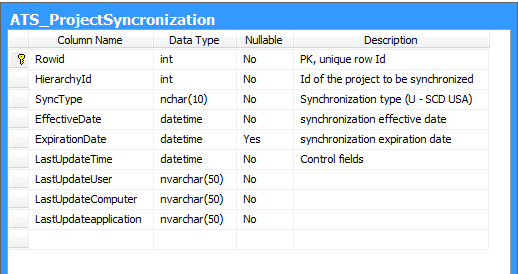 ATS_ProjectSyncronization
Column Name Data Type Nullable Description
Rowid int No PK, unique row Id
HierarchyId int No Id of the project to be synchronized
SyncType nchar(10) No Synchronization type (U - SCD USA)
EffectiveDate datetime No synchronization effective date
ExpirationDate datetime Yes synchronization expiration date
LastUpdateTime datetime No Control fields
LastUpdateUser nvarchar(50) No
LastUpdateComputer nvarchar(50) No
LastUpdateapplication nvarchar(50) No